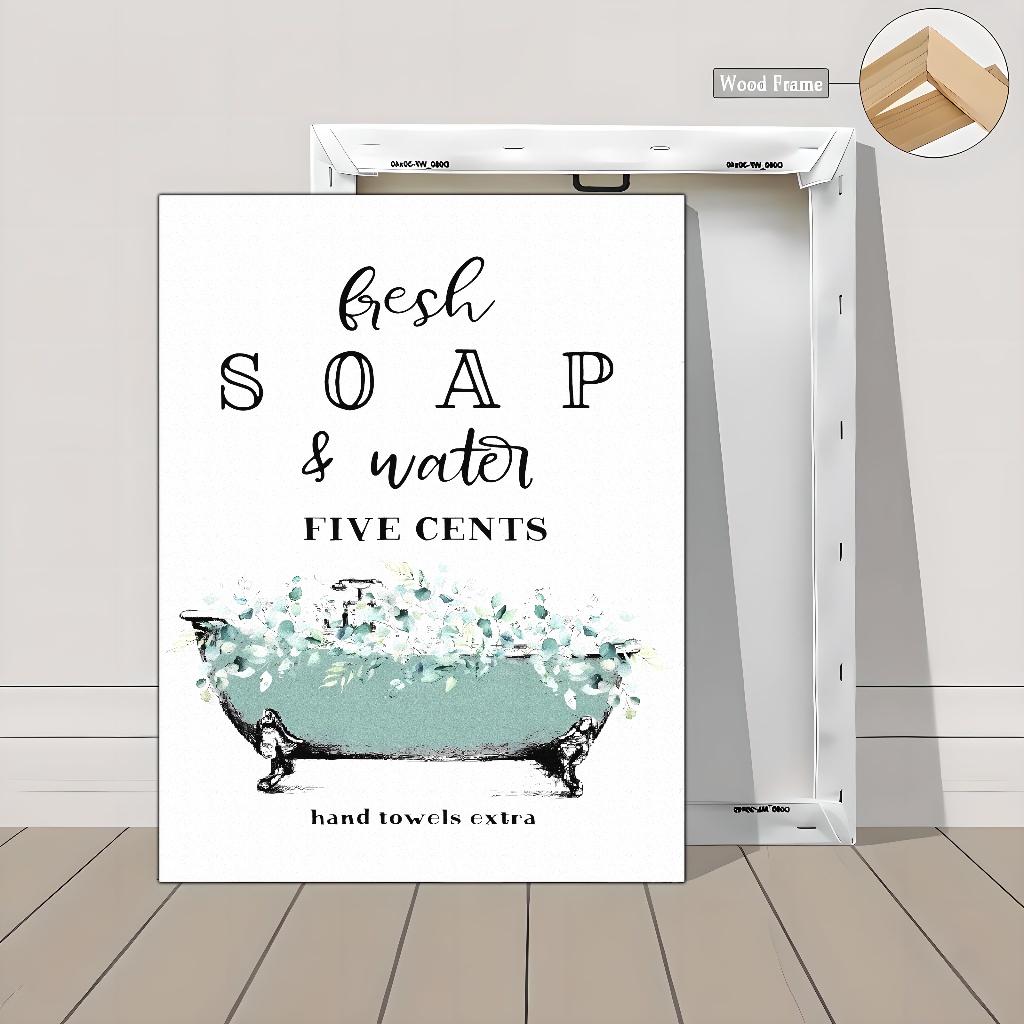 Wood Frame
fresh
SOAP
& water
FIVE CENTS
hand towels extra